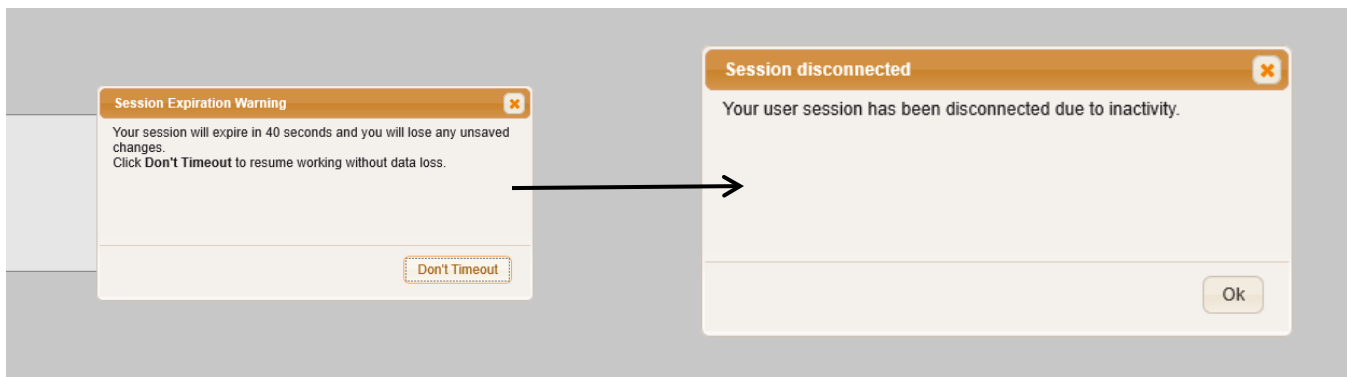 Session Expiration Warning
Your session will expire in 40 seconds and you will lose any unsaved
changes.
Click Don't Timeout to resume working without data loss.
Don't Timeout
Session disconnected
Your user session has been disconnected due to inactivity.
Ok